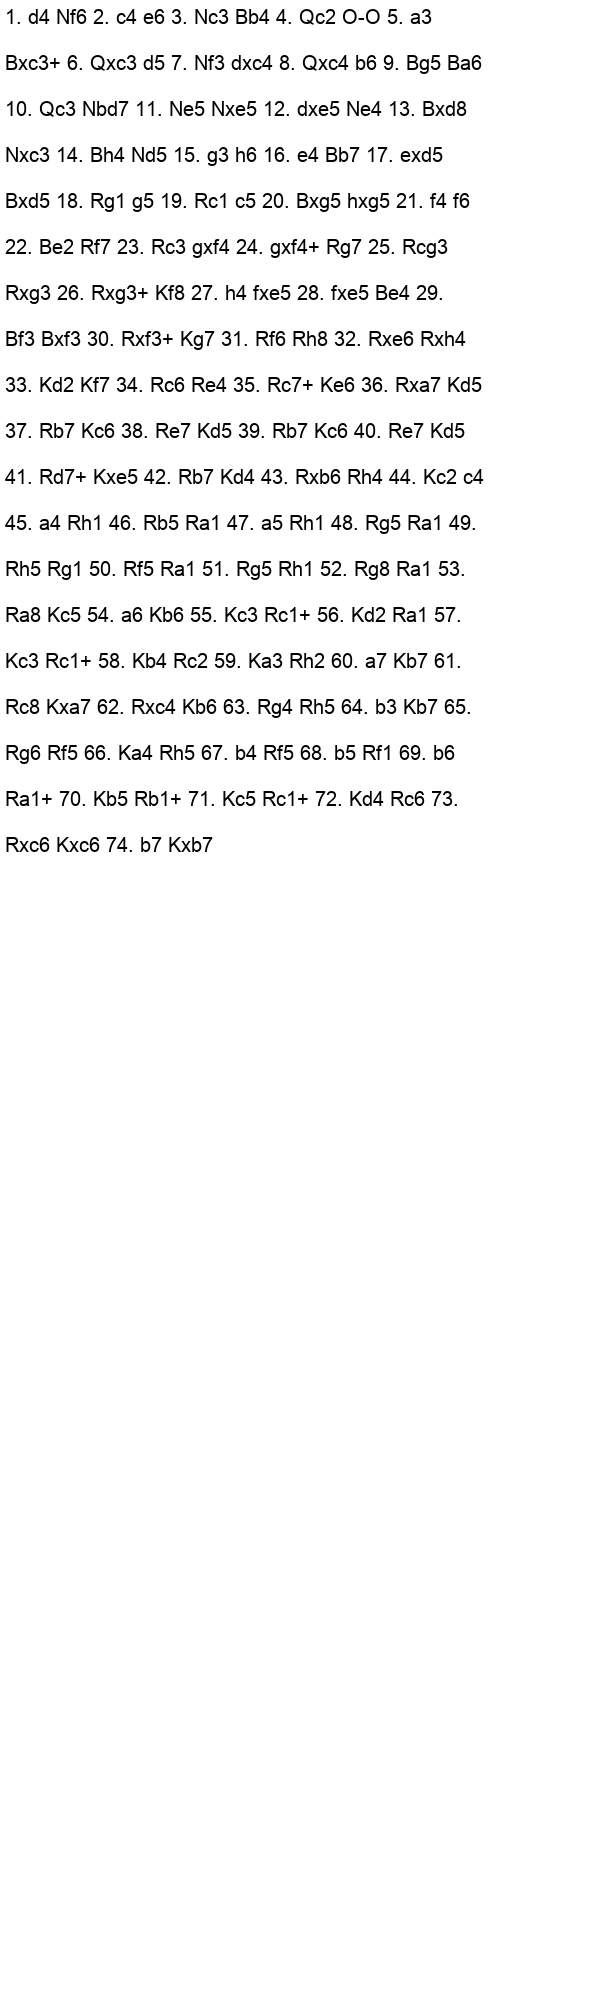 1. d4 Nf6 2. c4 e6 3. Nc3 Bb4 4. Qc2 O-O 5. a3
Bxc3+ 6. Qxc3 d5 7. Nf3 dxc4 8. Qxc4 b6 9. Bg5 Ba6
10. Qc3 Nbd7 11. Ne5 Nxe5 12. dxe5 Ne4 13. Bxd8
Nxc3 14. Bh4 Nd5 15. g3 h6 16. e4 Bb7 17. exd5
Bxd5 18. Rg1 g5 19. Rc1 c5 20. Bxg5 hxg5 21. f4 f6
22. Be2 Rf7 23. Rc3 gxf4 24. gxf4+ Rg7 25. Rcg3
Rxg3 26. Rxg3+ Kf8 27. h4 fxe5 28. fxe5 Be4 29.
Bf3 Bxf3 30. Rxf3+ Kg7 31. Rf6 Rh8 32. Rxe6 Rxh4
33. Kd2 Kf7 34. Rc6 Re4 35. Rc7+ Ke6 36. Rxa7 Kd5
37. Rb7 Kc6 38. Re7 Kd5 39. Rb7 Kc6 40. Re7 Kd5
41. Rd7+ Kxe5 42. Rb7 Kd4 43. Rxb6 Rh4 44. Kc2 c4
45. a4 Rh1 46. Rb5 Ra1 47. a5 Rh1 48. Rg5 Ra1 49.
Rh5 Rg1 50. Rf5 Ra1 51. Rg5 Rh1 52. Rg8 Ra1 53.
Ra8 Kc5 54. a6 Kb6 55. Kc3 Rc1+ 56. Kd2 Ra1 57.
Kc3 Rc1+ 58. Kb4 Rc2 59. Ka3 Rh2 60. a7 Kb7 61.
Rc8 Kxa7 62. Rxc4 Kb6 63. Rg4 Rh5 64. b3 Kb7 65.
Rg6 Rf5 66. Ka4 Rh5 67. b4 Rf5 68. b5 Rf1 69. b6
Ra1+ 70. Kb5 Rb1+ 71. Kc5 Rc1+ 72. Kd4 Rc6 73.
Rxc6 Kxc6 74. b7 Kxb7